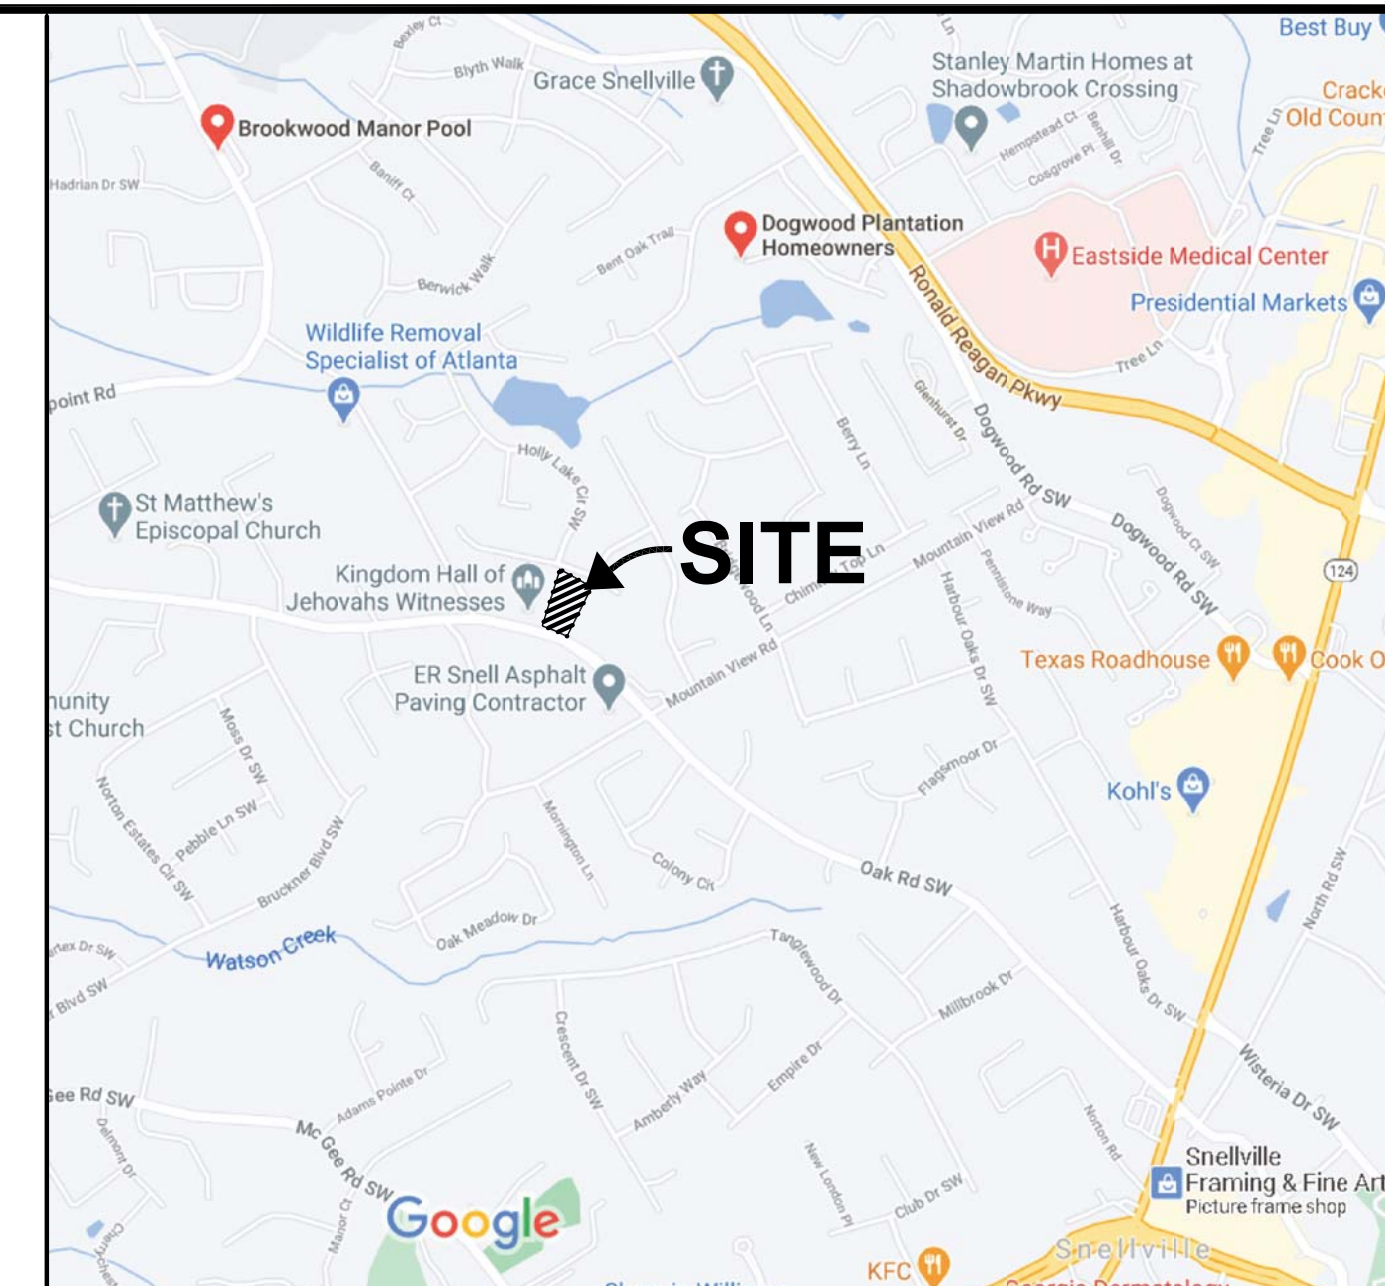 Bexley Ct
Blyth Walk
Grace Snellville
Best Buy
Stanley Martin Homes at
Shadowbrook Crossing
Brookwood Manor Pool
Hempstead Ct
Benhill Dr
Cosgrove Pl
Tree Ln
Old Coun
Hadrian Dr SW
Baniff Ct
Berwick Walk
Bent Oak Trail
Dogwood Plantation
Homeowners
Eastside Medical Center
Presidential Markets
Ronald Reagan Pkwy
Tree Ln
Wildlife Removal
Specialist of Atlanta
point Rd
Glenhurst Dr
Berry Ln
Dogwood Rd SW
Holly Lake Cir SW
St Matthew's
Episcopal Church
Dogwood Ct SW
Dogwood Rd SW
Mountain View Rd
SITE
Chimney Top Ln
Pennistone Way
Kingdom Hall of
Jehovahs Witnesses
Harbour Oaks Dr SW
124
ER Snell Asphalt
Paving Contractor
Mountain View Rd
Texas Roadhouse
Cook O
nunity
st Church
Moss Dr SW
Flagsmoor Dr
Kohl's
Norton Estates Cir SW
Pebble Ln SW
Bruckner Blvd SW
Mornington Ln
Colony Cir
Oak Rd SW
North Rd SW
Watson Creek
Oak Meadow Dr
Tanglewood Dr
Harbour Oaks Dr SW
Blvd SW
Millbrook Dr
Crescent Dr SW
Empire Dr
Amberly Way
Wisteria Dr SW
Gee Rd SW
Adams Pointe Dr
Delmont Dr
Mc Gee Rd SW
Norton Rd
New London Pl
Club Dr SW
Manor Ct
Snellville
Framing & Fine Art
Picture frame shop
Google
Snellville
KFC